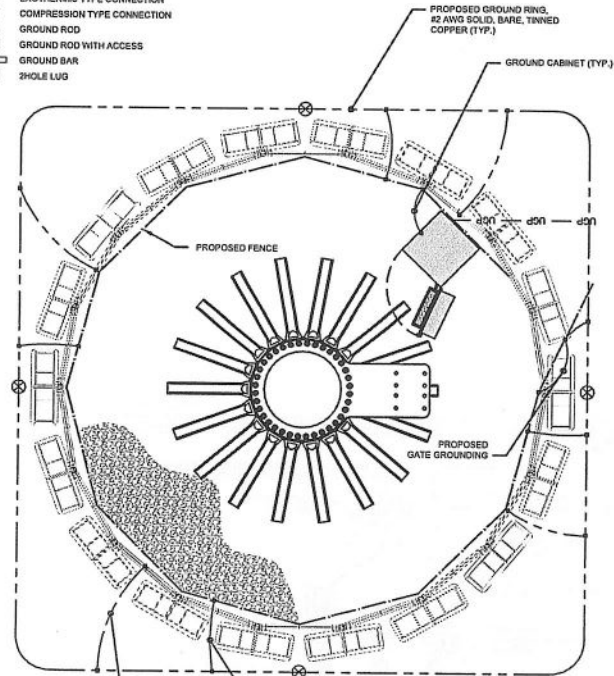 COMPRESSION TYPE CONNECTION
GROUND ROD
GROUND ROD WITH ACCESS
GROUND BAR
2HOLE LUG
PROPOSED GROUND RING,
#2 AWG SOLID, BARE, TINNED
COPPER (TYP.)
GROUND CABINET (TYP.)
UGP UGP UGP
PROPOSED FENCE
PROPOSED
GATE GROUNDING